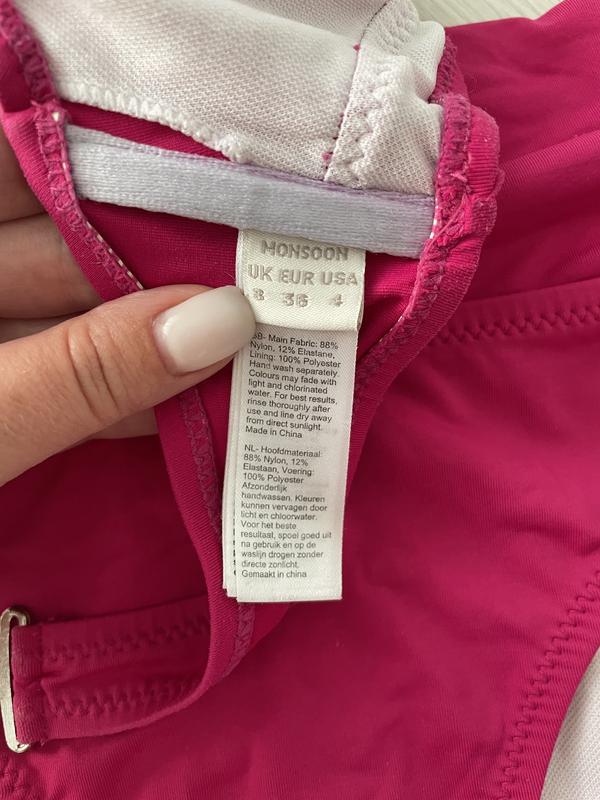 MONSOON
UK EUR USA
8 36 4
GB- Main Fabric: 88%
Nylon, 12% Elastane,
Lining: 100% Polyester
Hand wash separately.
Colours may fade with
light and chlorinated
water. For best results,
rinse thoroughly after
use and line dry away
from direct sunlight.
Made in China
NL- Hoofdmateriaal:
88% Nylon, 12%
Elastaan, Voering:
100% Polyester
Afzonderlijk
handwassen. Kleuren
kunnen vervagen door
licht en chloorwater.
Voor het beste
resultaat, spoel goed uit
na gebruik en op de
waslijn drogen zonder
directe zonlicht.
Gemaakt in china